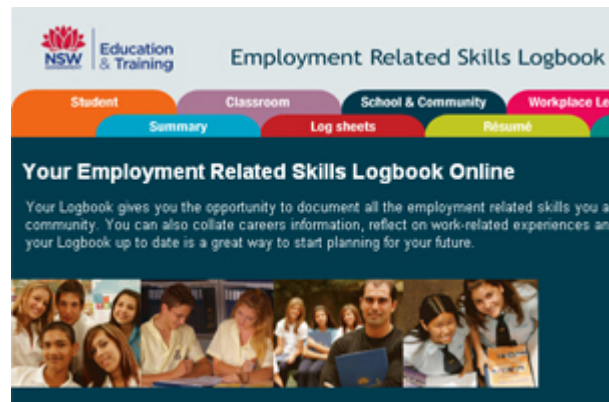 NSW
GOVERNMENT
Education
& Training
Employment Related Skills Logbook
Student
Classroom
School & Community
Workplace Le
Summary
Log sheets
Résumé
Your Employment Related Skills Logbook Online
Your Logbook gives you the opportunity to document all the employment related skills you a
community. You can also collate careers information, reflect on work-related experiences an
your Logbook up to date is a great way to start planning for your future.